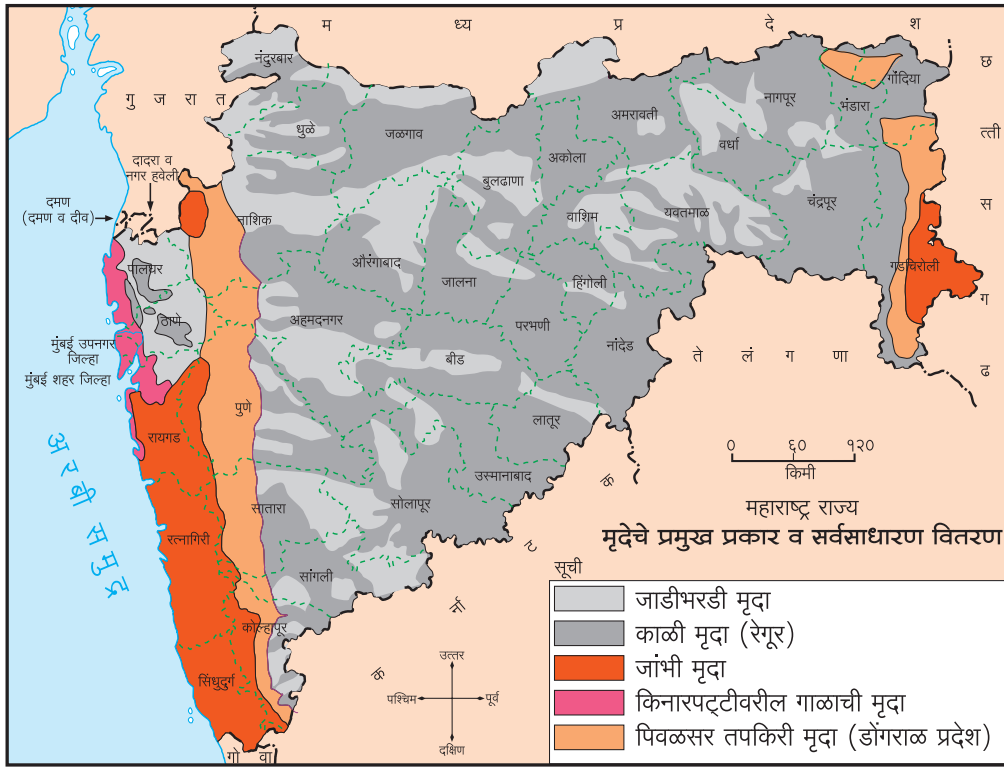 म ध्य प्र दे श
नंदुरबार
गोंदिया
छ
गु ज रा त
धुळे
जळगाव
अमरावती
नागपूर
भंडारा
त्ती
वर्धा
अकोला
दादरा व
नगर हवेली
बुलढाणा
दमण
(दमण व दीव)
नाशिक
वाशिम
यवतमाळ
चंद्रपूर
स
पालघर
औरंगाबाद
जालना
हिंगोली
गडचिरोली
ग
ठाणे
अहमदनगर
परभणी
नांदेड
मुंबई उपनगर
जिल्हा
बीड
ते लं ग णा
ढ
मुंबई शहर जिल्हा
पुणे
लातूर
रायगड
अ र बी स मु द्र
उस्मानाबाद
० ६० १२०
किमी
सोलापूर
सातारा
रत्नागिरी
सांगली
कोल्हापूर
सिंधुदुर्ग
क र्ना ट क
गो वा
उत्तर
पश्चिम पूर्व
दक्षिण
महाराष्ट्र राज्य
मृदेचे प्रमुख प्रकार व सर्वसाधारण वितरण
सूची
जाडीभरडी मृदा
काळी मृदा (रेगूर)
जांभी मृदा
किनारपट्टीवरील गाळाची मृदा
पिवळसर तपकिरी मृदा (डोंगराळ प्रदेश)